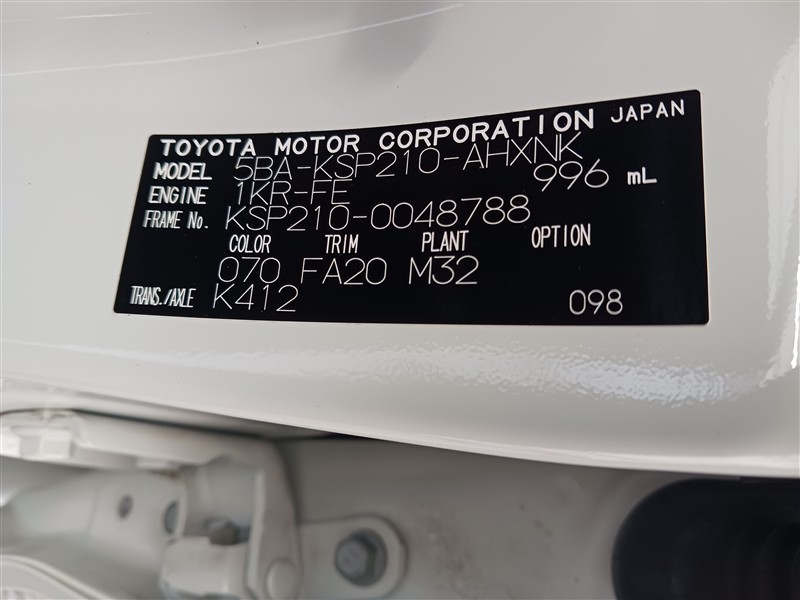 TOYOTA MOTOR CORPORATION JAPAN
MODEL 5BA-KSP210-AHXNK
ENGINE 1KR-FE 996 mL
FRAME No. KSP210-0048788
COLOR TRIM PLANT OPTION
070 FA20 M32
TRANS./AXLE K412 098